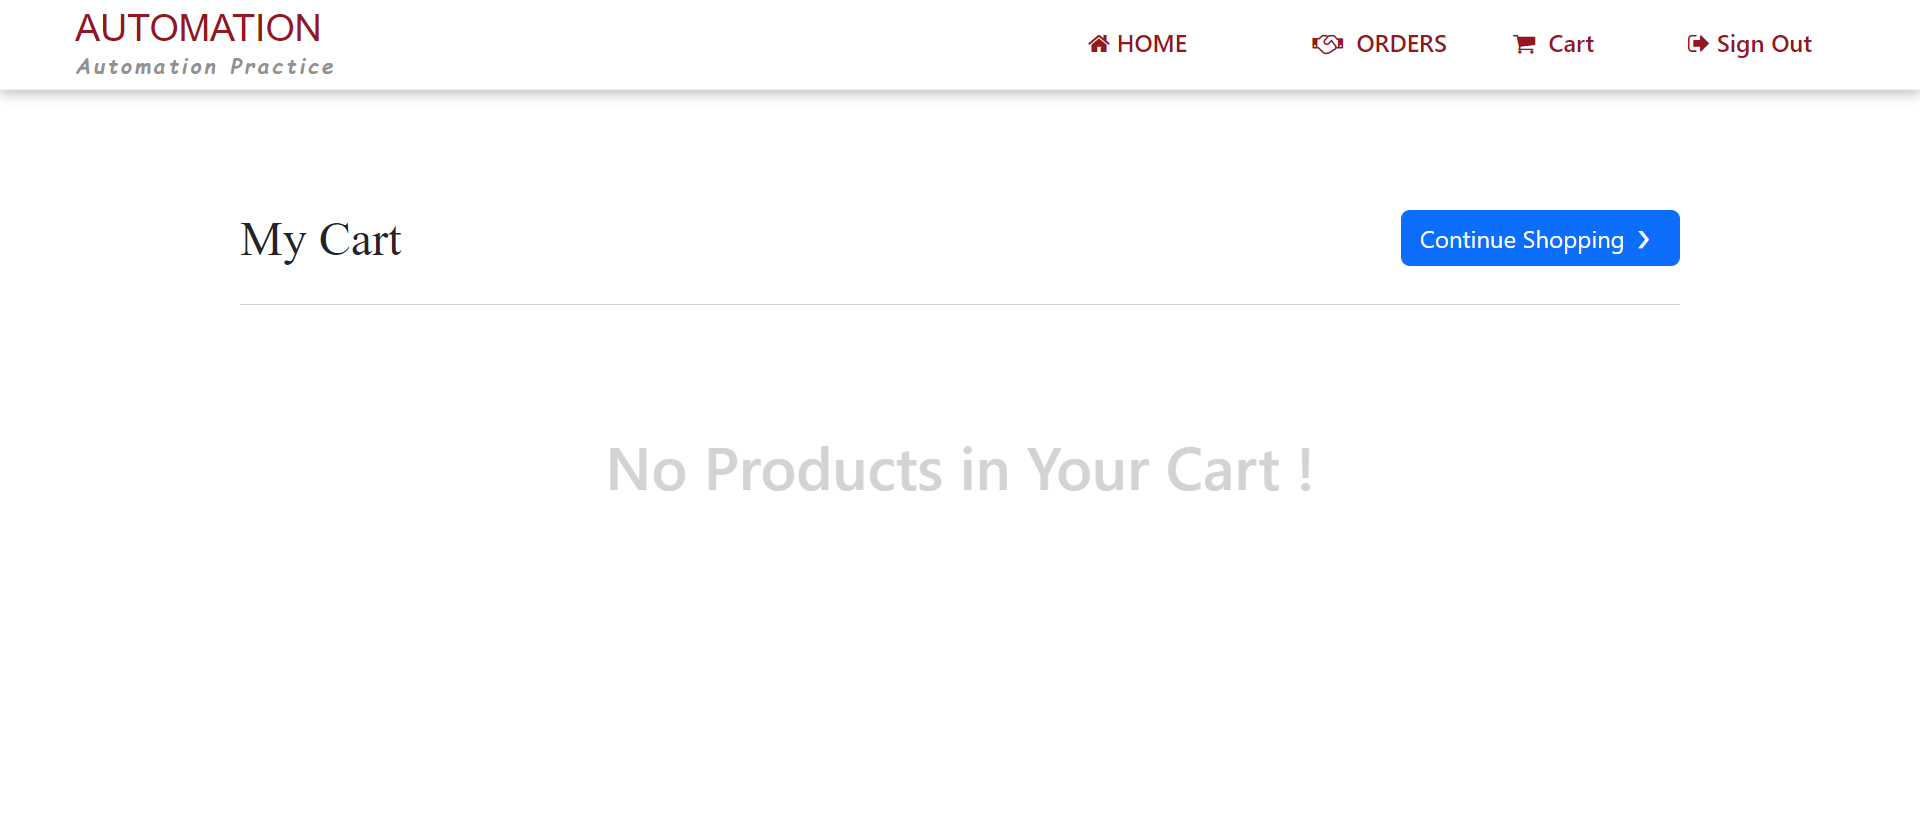 AUTOMATION
Automation Practice
HOME
ORDERS
Cart
Sign Out
My Cart
Continue Shopping
No Products in Your Cart !